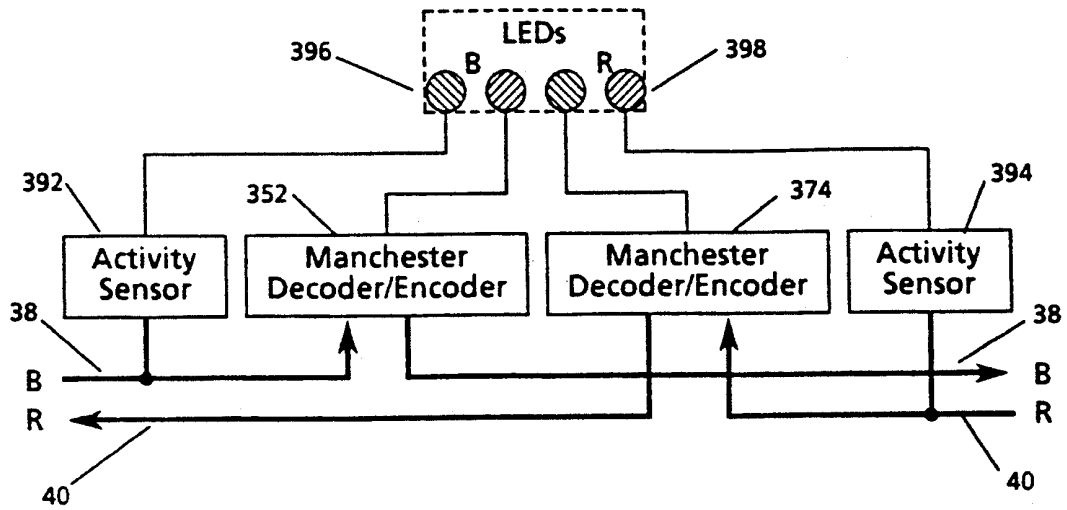 LEDs
396
B
R
398
392
352
374
394
Activity
Sensor
Manchester
Decoder/Encoder
Manchester
Decoder/Encoder
Activity
Sensor
38
38
B
B
R
R
40
40